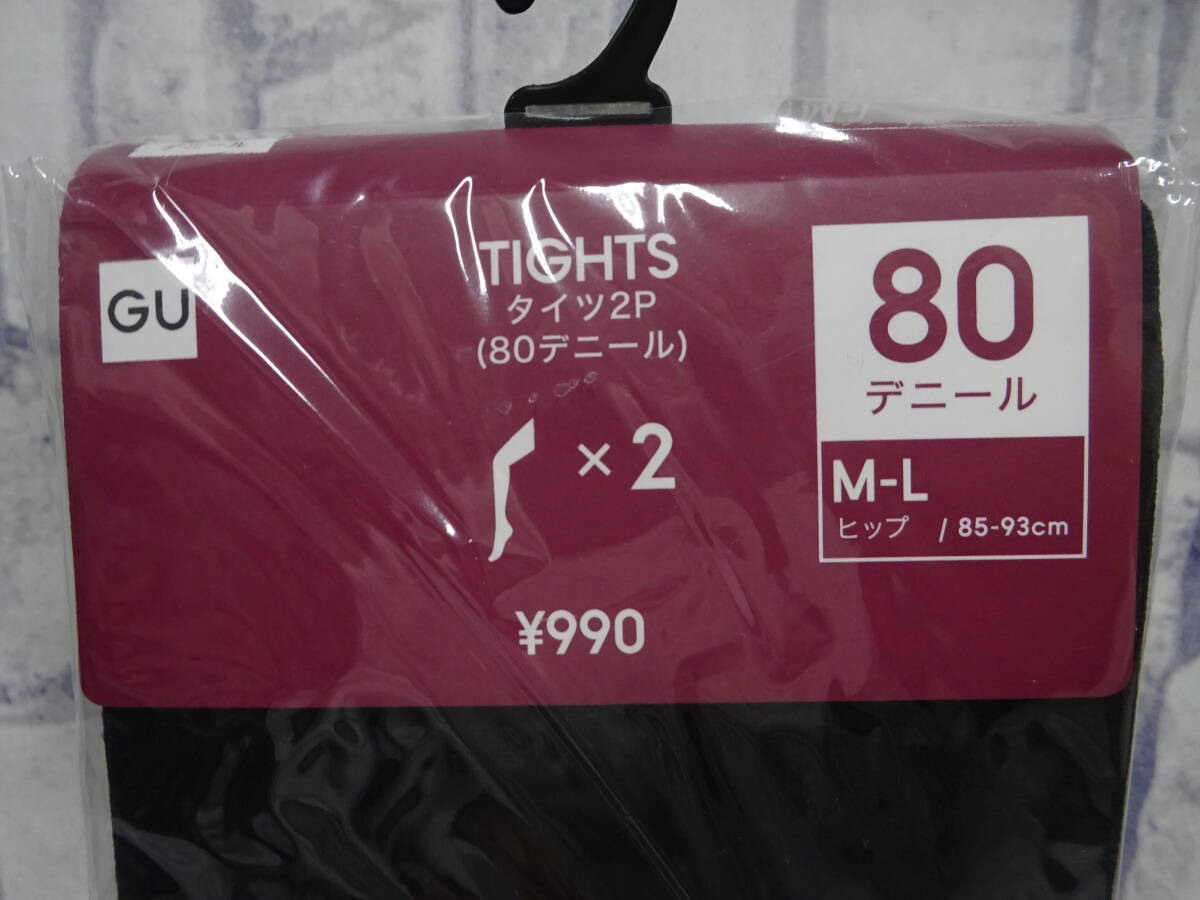 GU
TIGHTS
タイツ2P
(80デニール)
× 2
¥990
80
デニール
M-L
ヒップ / 85-93cm